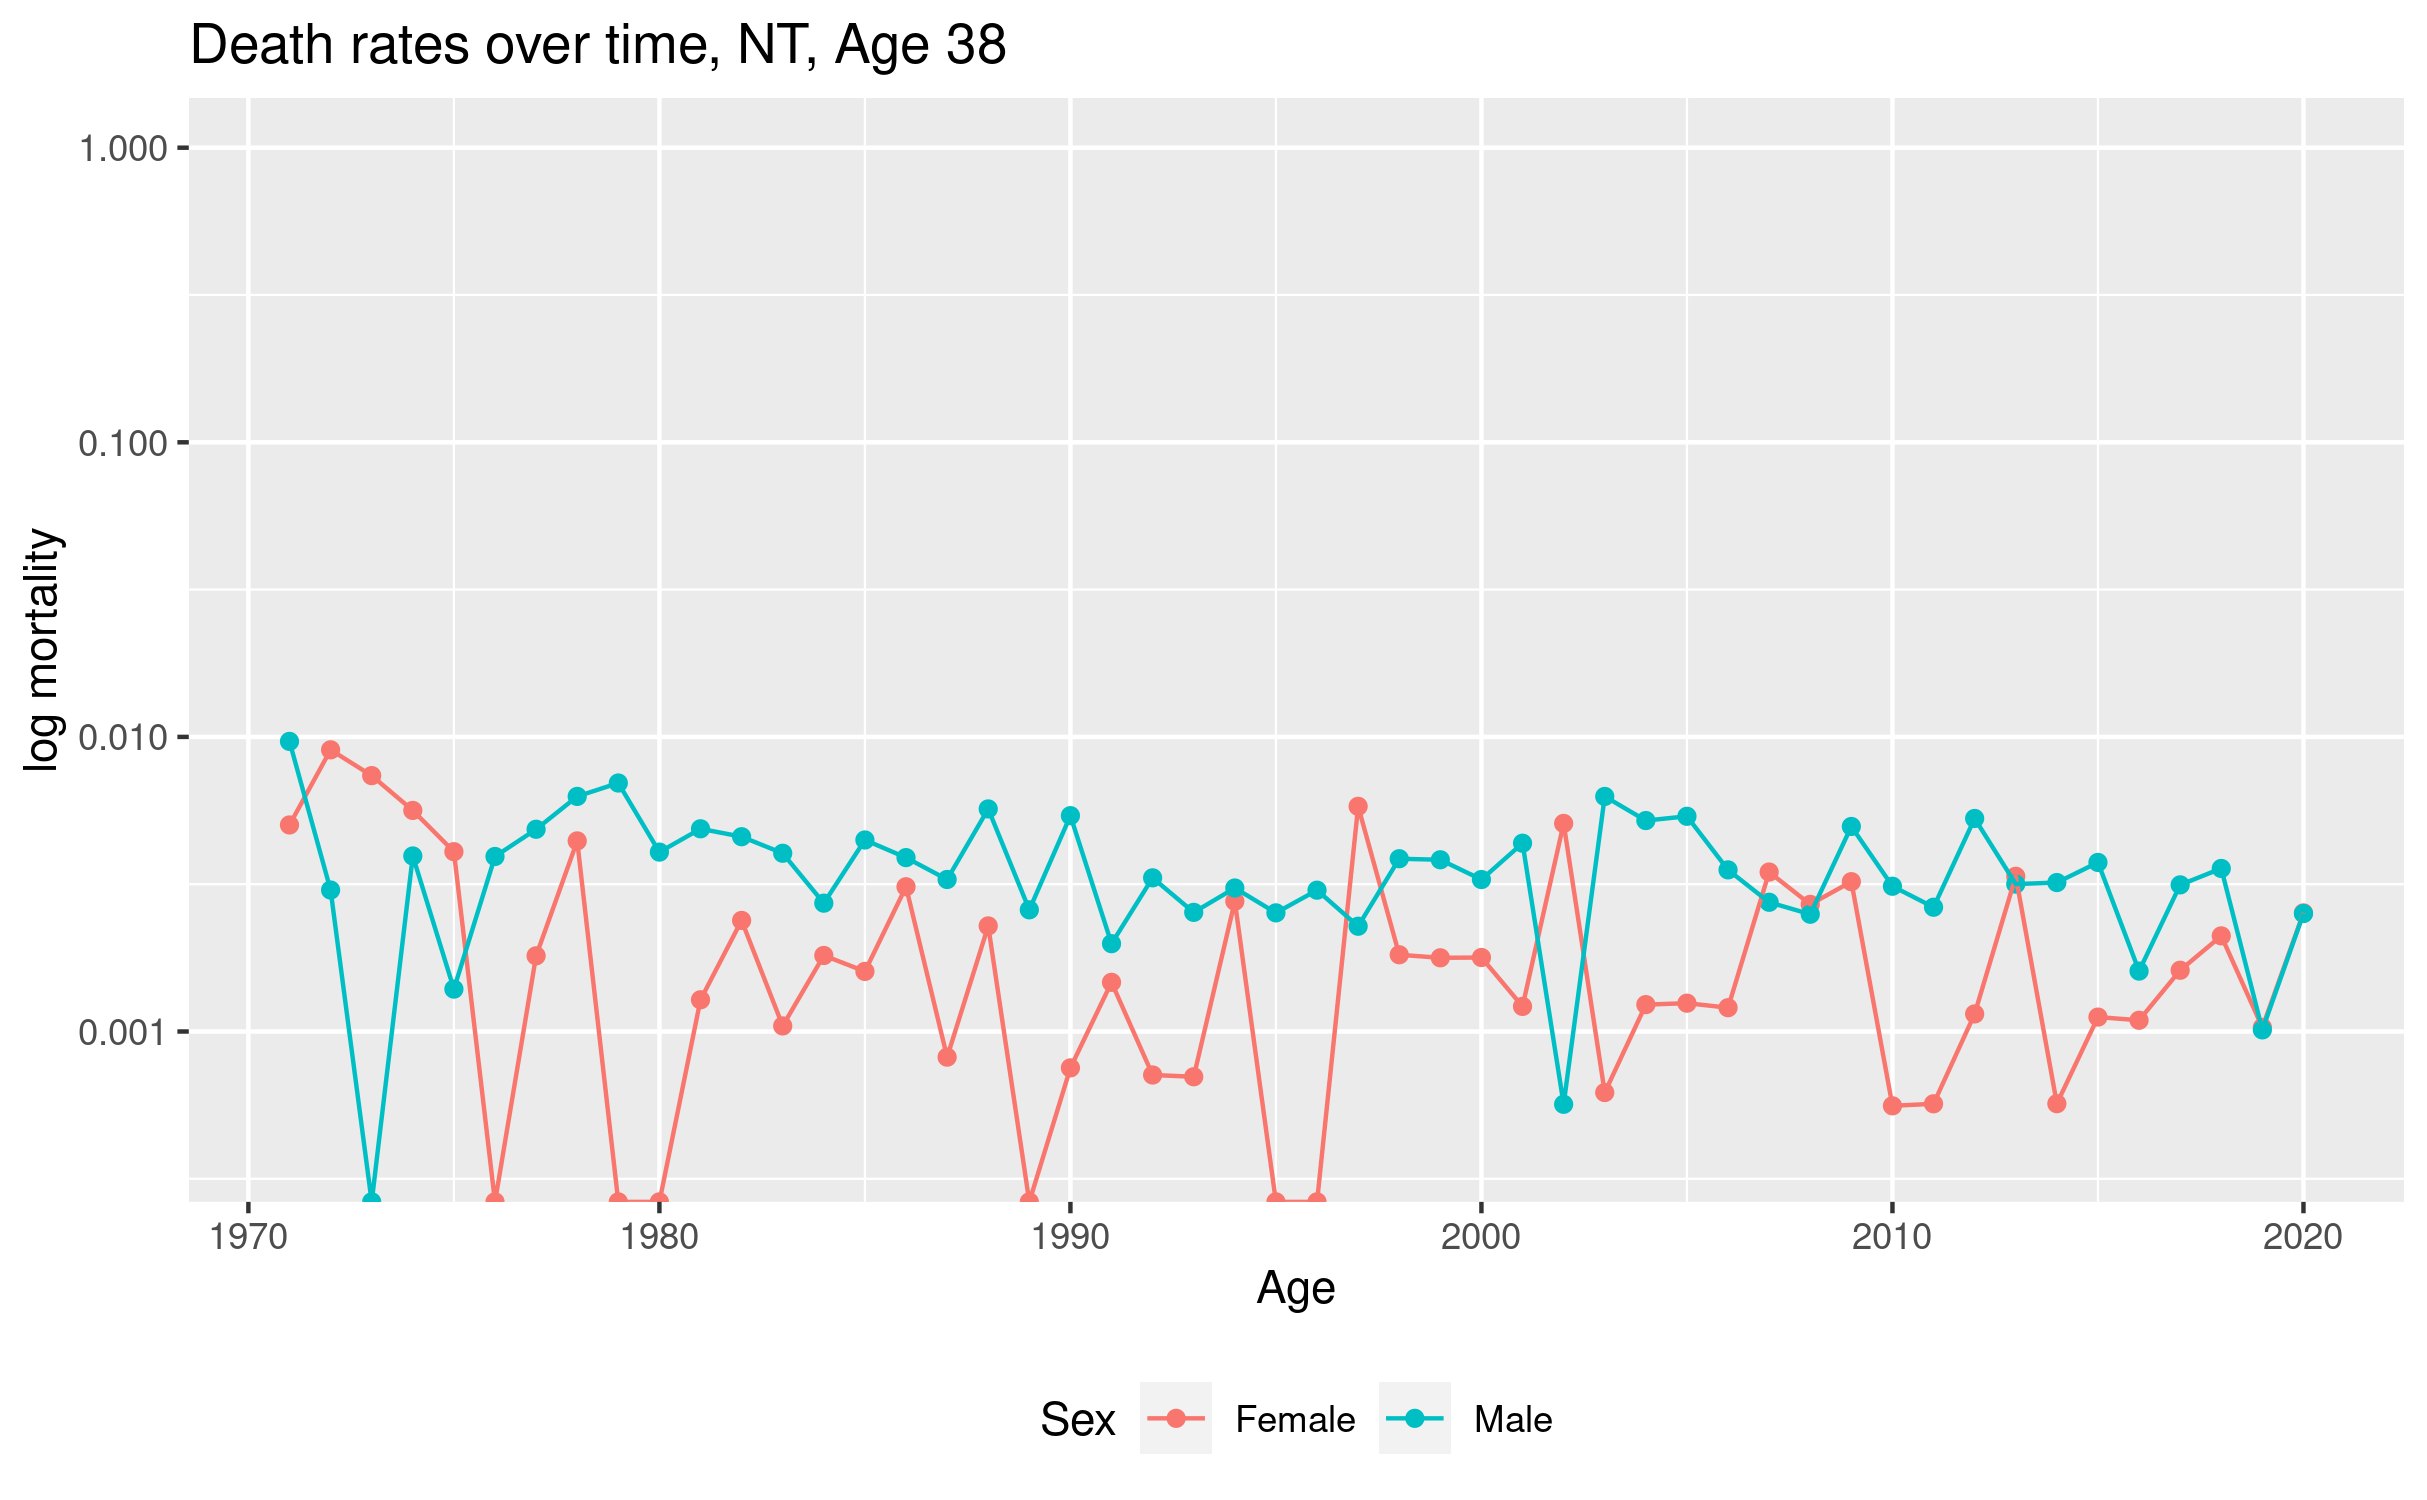 Death rates over time, NT, Age 38
log mortality
1.000
0.100
0.010
0.001
1970 1980 1990 2000 2010 2020
Age
Sex Female Male